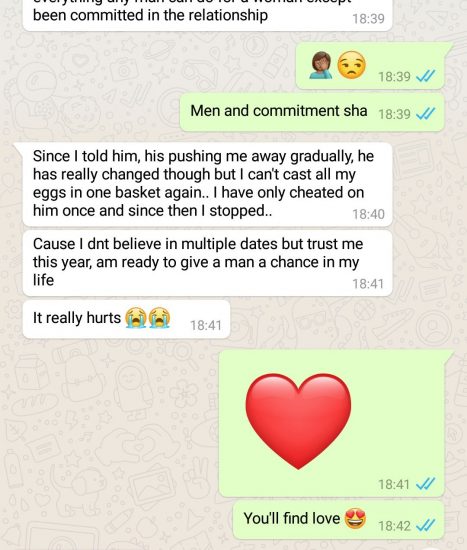 everything any man can do for a woman except
been committed in the relationship
18:39
🤦🏾‍♀️😒 18:39
Men and commitment sha 18:39
Since I told him, his pushing me away gradually, he
has really changed though but I can't cast all my
eggs in one basket again.. I have only cheated on
him once and since then I stopped..
18:40
Cause I dnt believe in multiple dates but trust me
this year, am ready to give a man a chance in my
life
18:41
It really hurts 😭😭 18:41
❤️
18:41
You'll find love 😍 18:42